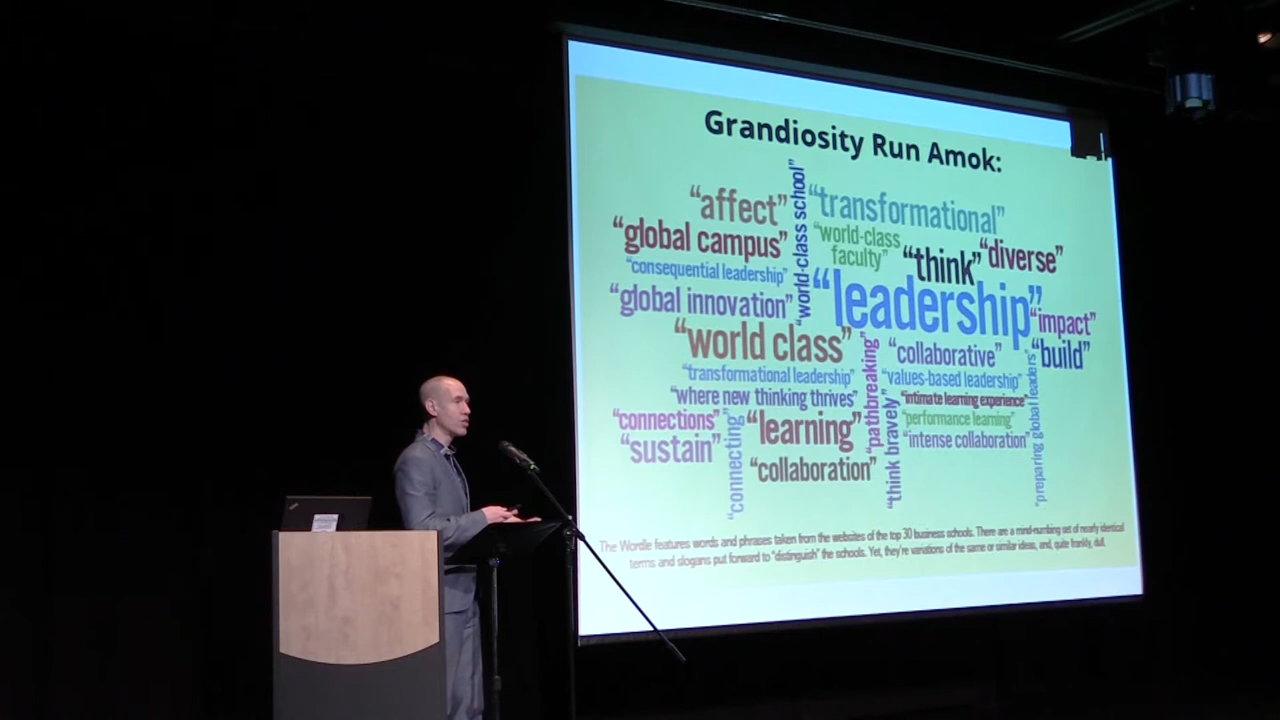 Grandiosity Run Amok:
“affect”
“world-class school”
“transformational”
“global campus”
“world-class
faculty”
“think”
“diverse”
“consequential leadership”
“leadership”
“global innovation”
“impact”
“world class”
“pathbreaking”
“collaborative”
“build”
“transformational leadership”
“values-based leadership”
“preparing global leaders”
“where new thinking thrives”
“intimate learning experience”
“connections”
“connecting”
“learning”
“think bravely”
“performance learning”
“sustain”
“intense collaboration”
“collaboration”
The Wordle features words and phrases taken from the websites of the top 30 business schools. There are a mind-numbing set of nearly identical
terms and slogans put forward to “distinguish” the schools. Yet, they're variations of the same or similar ideas, and, quite frankly, dull.